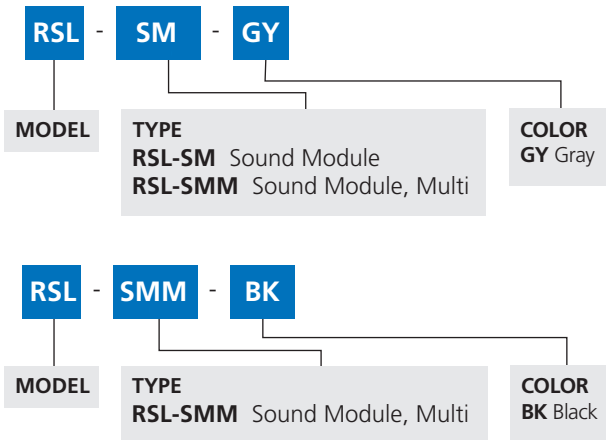 RSL - SM - GY
MODEL
TYPE
RSL-SM Sound Module
RSL-SMM Sound Module, Multi
COLOR
GY Gray
RSL - SMM - BK
MODEL
TYPE
RSL-SMM Sound Module, Multi
COLOR
BK Black